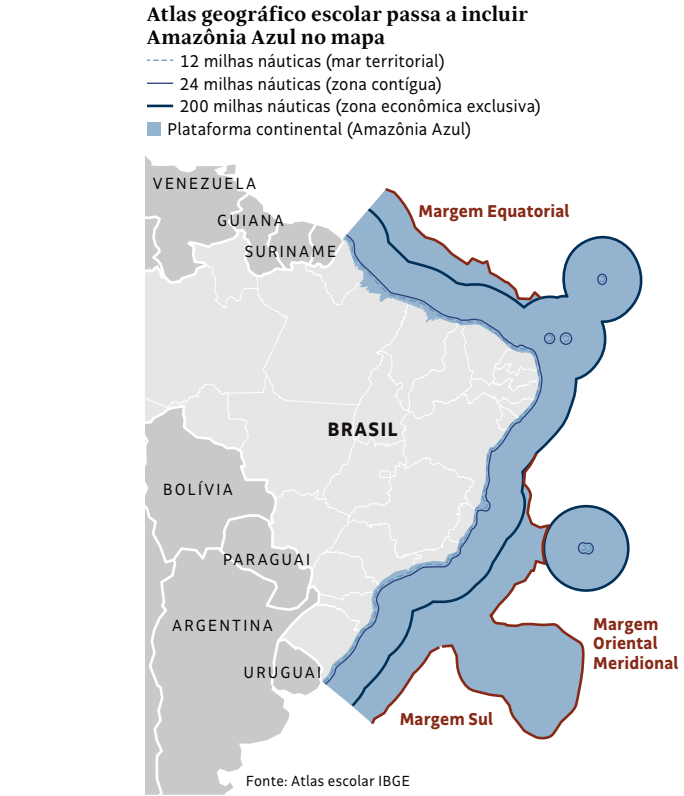 Atlas geográfico escolar passa a incluir
Amazônia Azul no mapa
12 milhas náuticas (mar territorial)
24 milhas náuticas (zona contígua)
200 milhas náuticas (zona econômica exclusiva)
Plataforma continental (Amazônia Azul)
VENEZUELA
Margem Equatorial
GUIANA
SURINAME
BRASIL
BOLÍVIA
PARAGUAI
ARGENTINA
Margem
Oriental
Meridional
URUGUAI
Margem Sul
Fonte: Atlas escolar IBGE